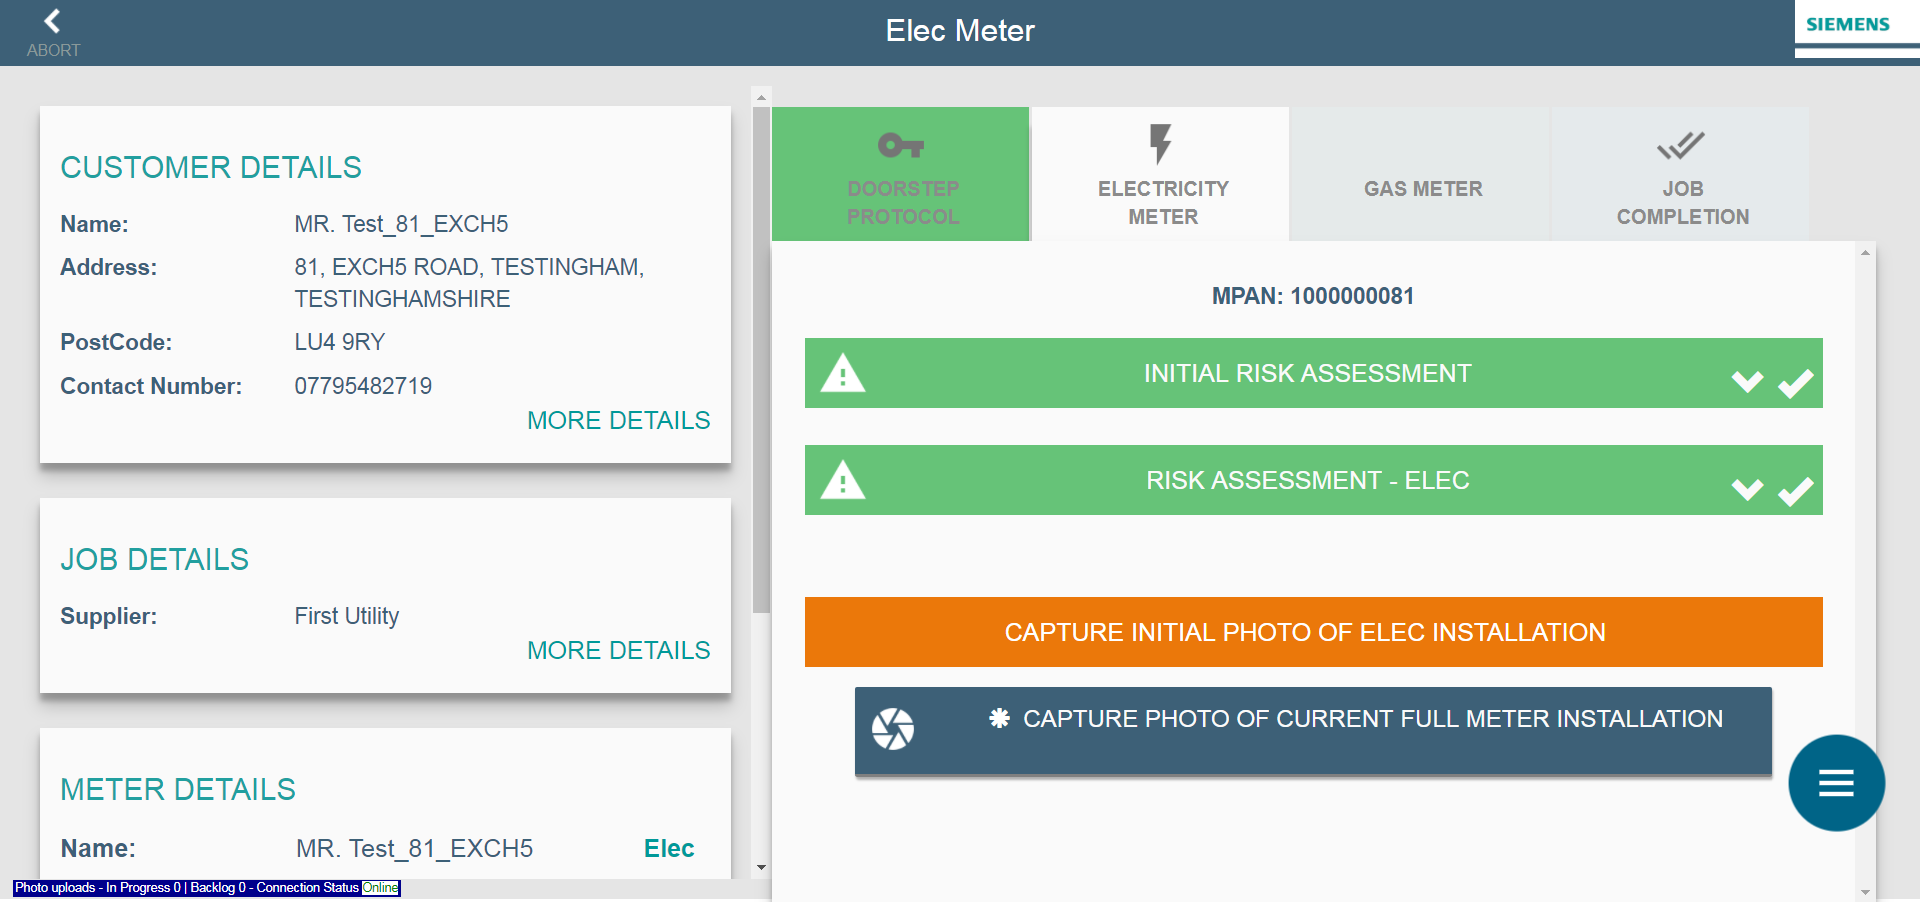 ABORT
Elec Meter
SIEMENS
CUSTOMER DETAILS
Name: MR. Test_81_EXCH5
Address: 81, EXCH5 ROAD, TESTINGHAM,
TESTINGHAMSHIRE
PostCode: LU4 9RY
Contact Number: 07795482719
MORE DETAILS
JOB DETAILS
Supplier: First Utility
MORE DETAILS
METER DETAILS
Name: MR. Test_81_EXCH5 Elec
Photo uploads - In Progress 0 | Backlog 0 - Connection Status Online
DOORSTEP
PROTOCOL
ELECTRICITY
METER
GAS METER
JOB
COMPLETION
MPAN: 1000000081
INITIAL RISK ASSESSMENT
RISK ASSESSMENT - ELEC
CAPTURE INITIAL PHOTO OF ELEC INSTALLATION
✱ CAPTURE PHOTO OF CURRENT FULL METER INSTALLATION